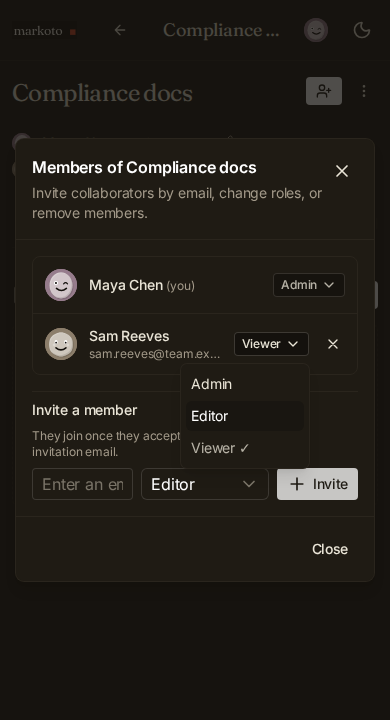 markoto
Compliance ...
Compliance docs
Members of Compliance docs
Invite collaborators by email, change roles, or
remove members.
Maya Chen (you)
Admin
Sam Reeves
sam.reeves@team.ex...
Viewer
Admin
Editor
Viewer ✓
Invite a member
They join once they accept
invitation email.
Enter an en
Editor
Invite
Close